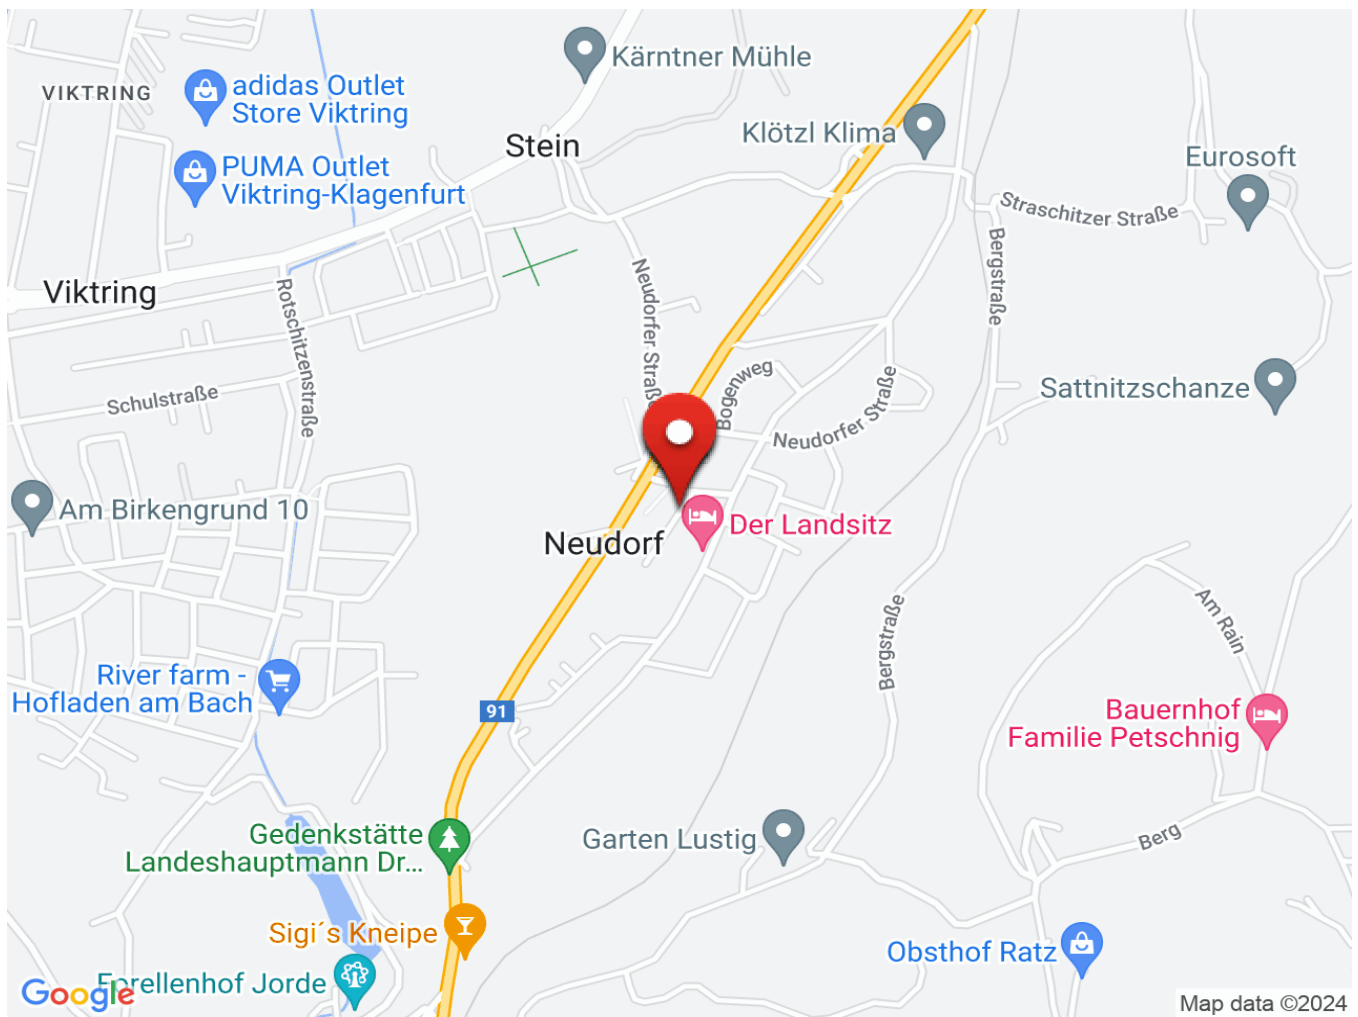 Kärntner Mühle
VIKTRING
adidas Outlet
Store Viktring
Klötzl Klima
Stein
Eurosoft
PUMA Outlet
Viktring-Klagenfurt
Straschitzer Straße
Bergstraße
Neudorfer Straße
Viktring
Rotschitzenstraße
Bogenweg
Sattnitzschanze
Schulstraße
Neudorfer Straße
Am Birkengrund 10
Der Landsitz
Neudorf
Am Rain
Bergstraße
River farm -
Hofladen am Bach
91
Bauernhof
Familie Petschnig
Gedenkstätte
Landeshauptmann Dr...
Garten Lustig
Berg
Sigi´s Kneipe
Obsthof Ratz
Forellenhof Jorde
Google
Map data ©2024